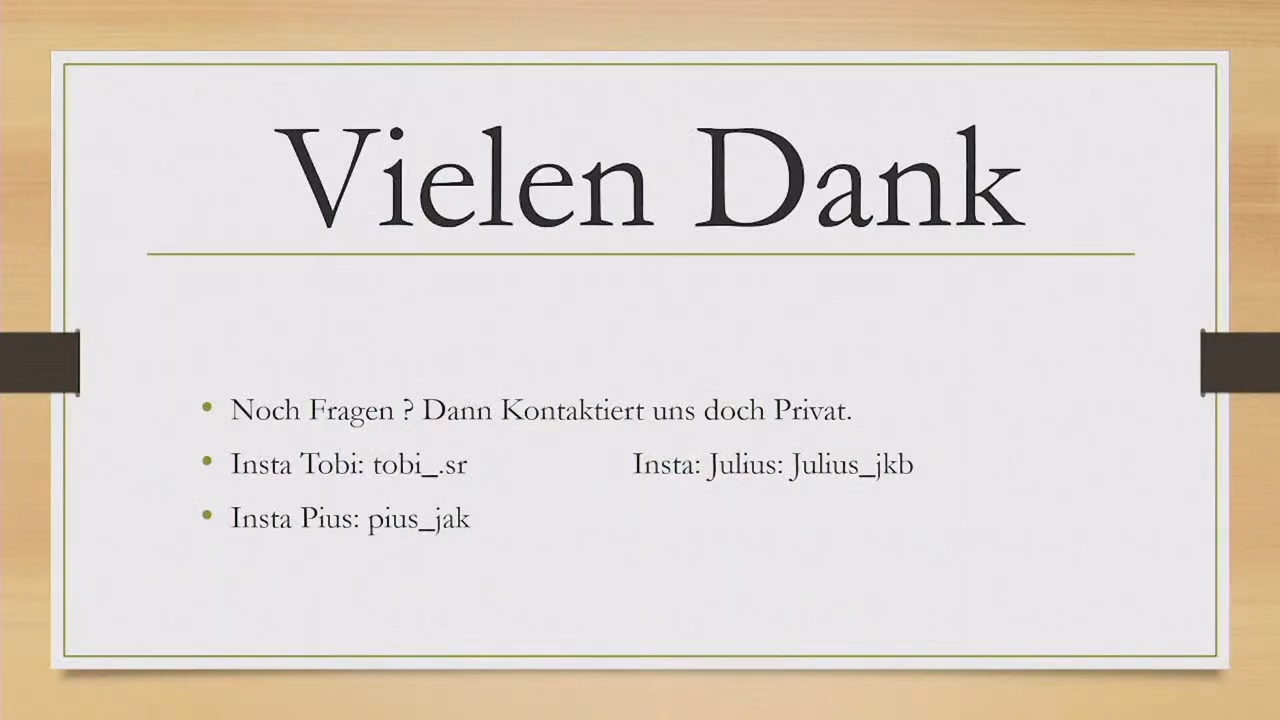 Vielen Dank
• Noch Fragen ? Dann Kontaktiert uns doch Privat.
• Insta Tobi: tobi_.sr Insta: Julius: Julius_jkb
• Insta Pius: pius_jak